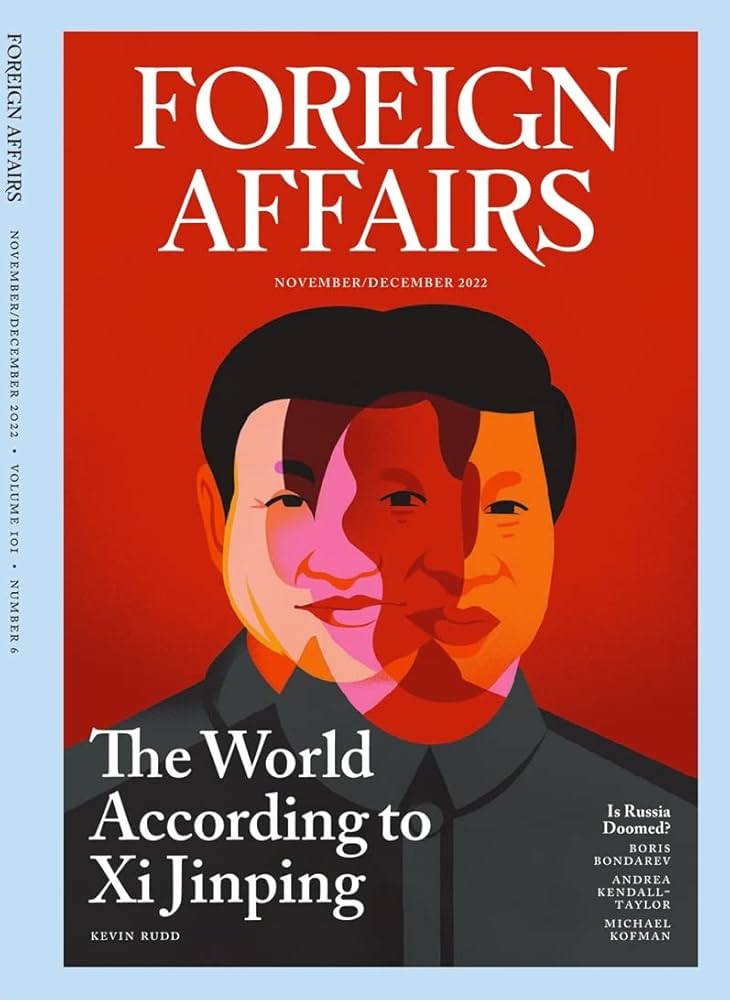 FOREIGN AFFAIRS NOVEMBER/DECEMBER 2022 • VOLUME 101 • NUMBER 6
FOREIGN
AFFAIRS
NOVEMBER/DECEMBER 2022
The World
According to
Xi Jinping
KEVIN RUDD
Is Russia
Doomed?
BORIS
BONDAREV
ANDREA
KENDALL-
TAYLOR
MICHAEL
KOFMAN